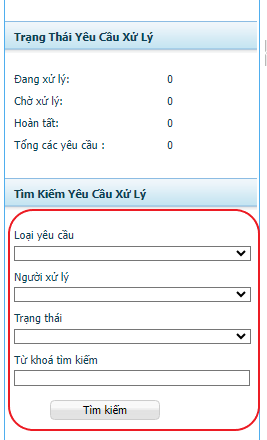 Trạng Thái Yêu Cầu Xử Lý
Đang xử lý: 0
Chờ xử lý: 0
Hoàn tất: 0
Tổng các yêu cầu : 0
Tìm Kiếm Yêu Cầu Xử Lý
Loại yêu cầu
Người xử lý
Trạng thái
Từ khoá tìm kiếm
Tìm kiếm